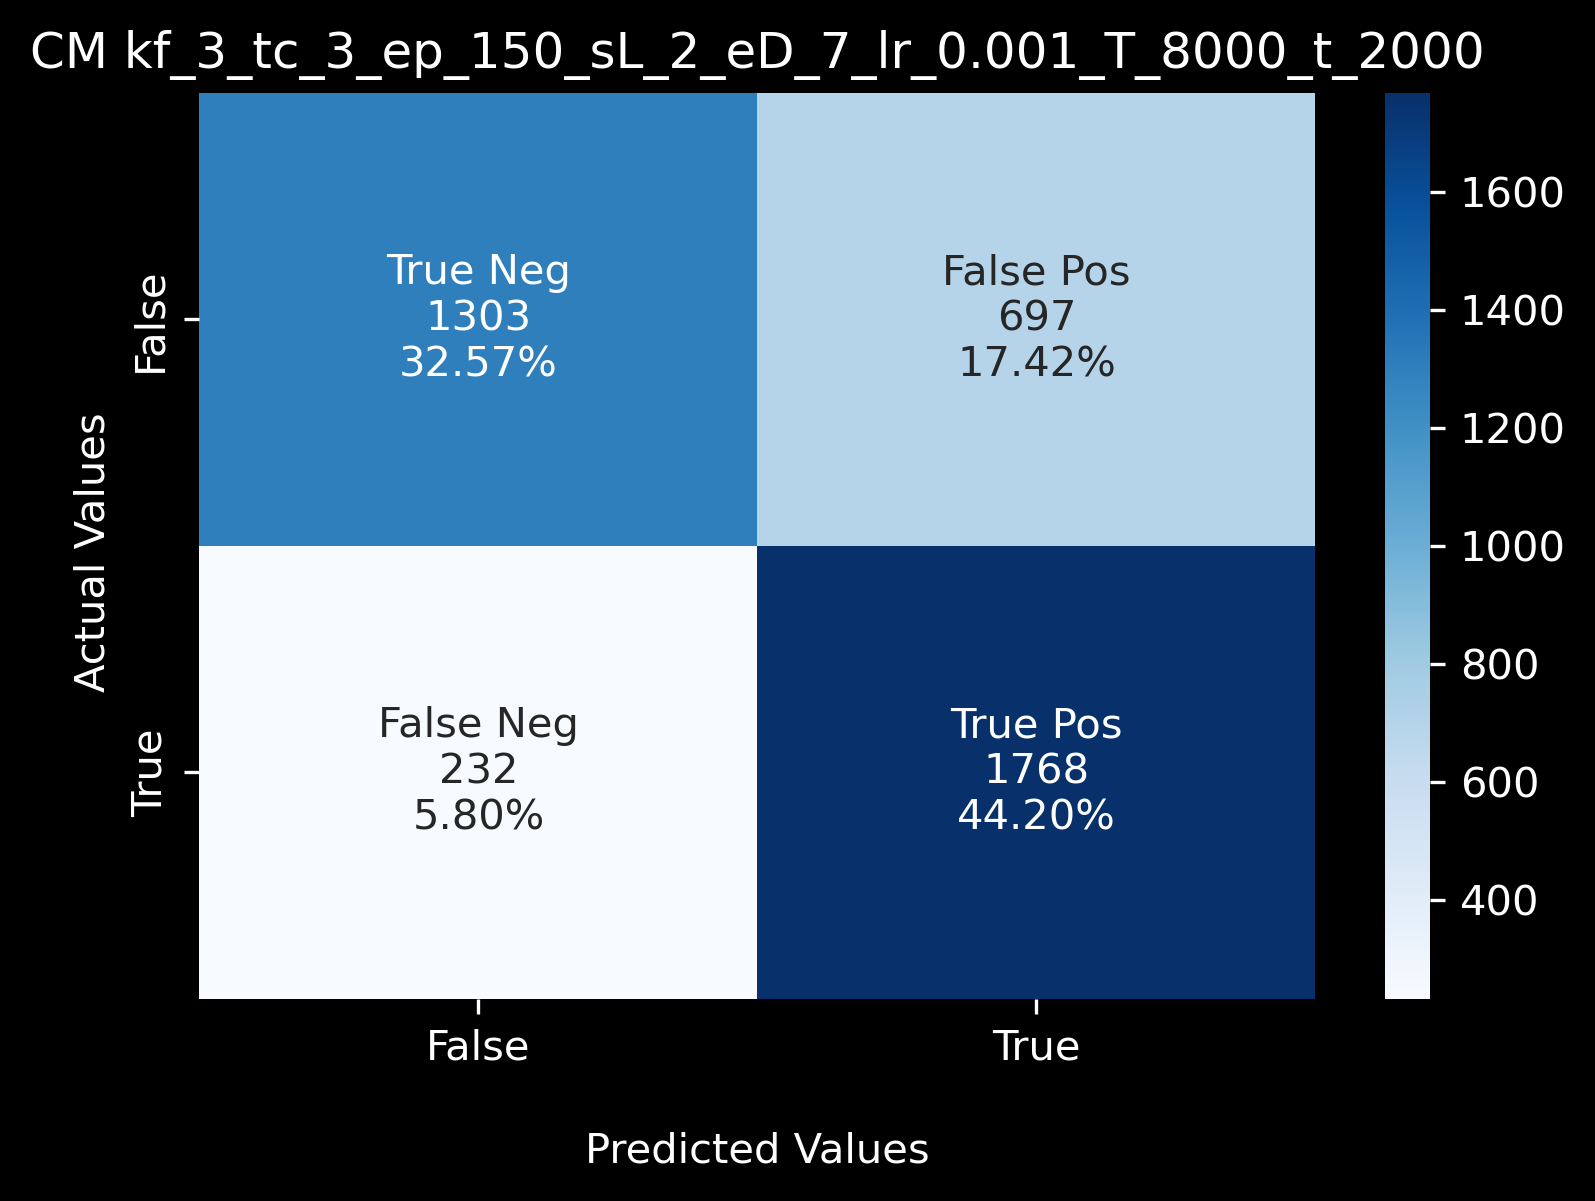 CM kf_3_tc_3_ep_150_sL_2_eD_7_lr_0.001_T_8000_t_2000
Actual Values
False
True
True Neg
1303
32.57%
False Pos
697
17.42%
False Neg
232
5.80%
True Pos
1768
44.20%
False
True
Predicted Values
1600
1400
1200
1000
800
600
400